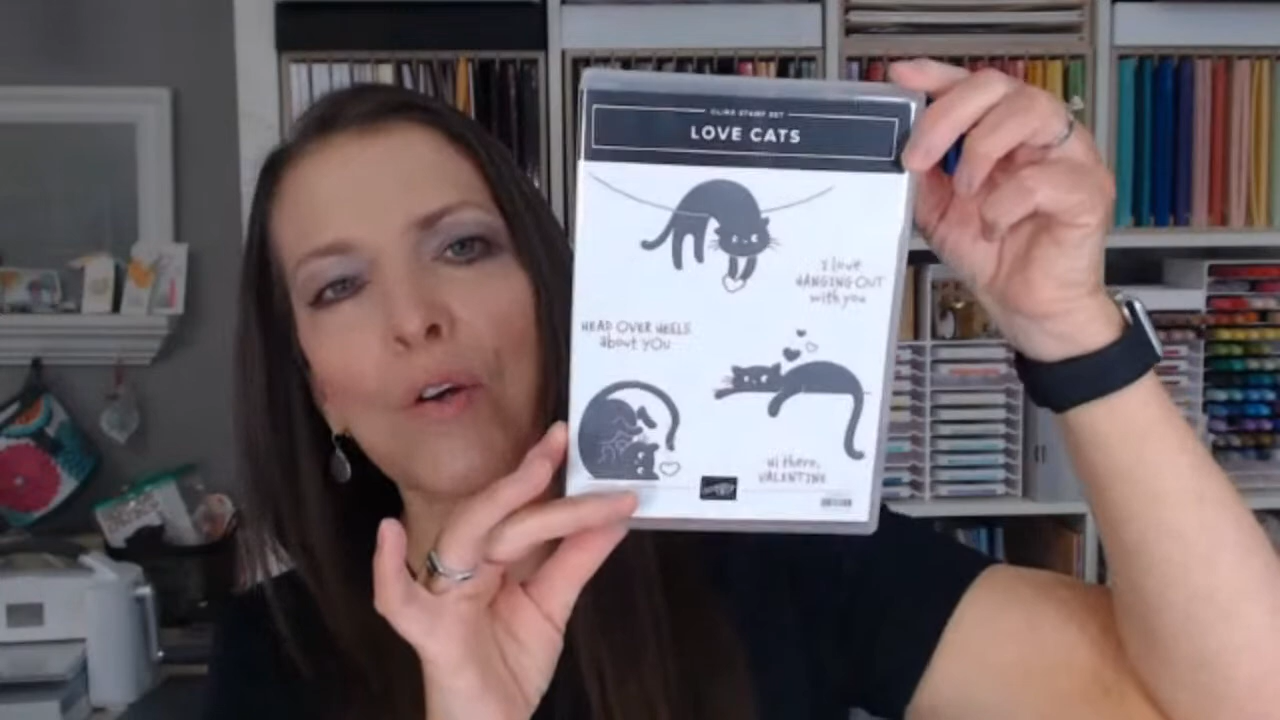 CLING STAMP SET
LOVE CATS
I love
HANGING OUT
with you
HEAD OVER HEELS
about YOU
Hi there,
VALENTINE